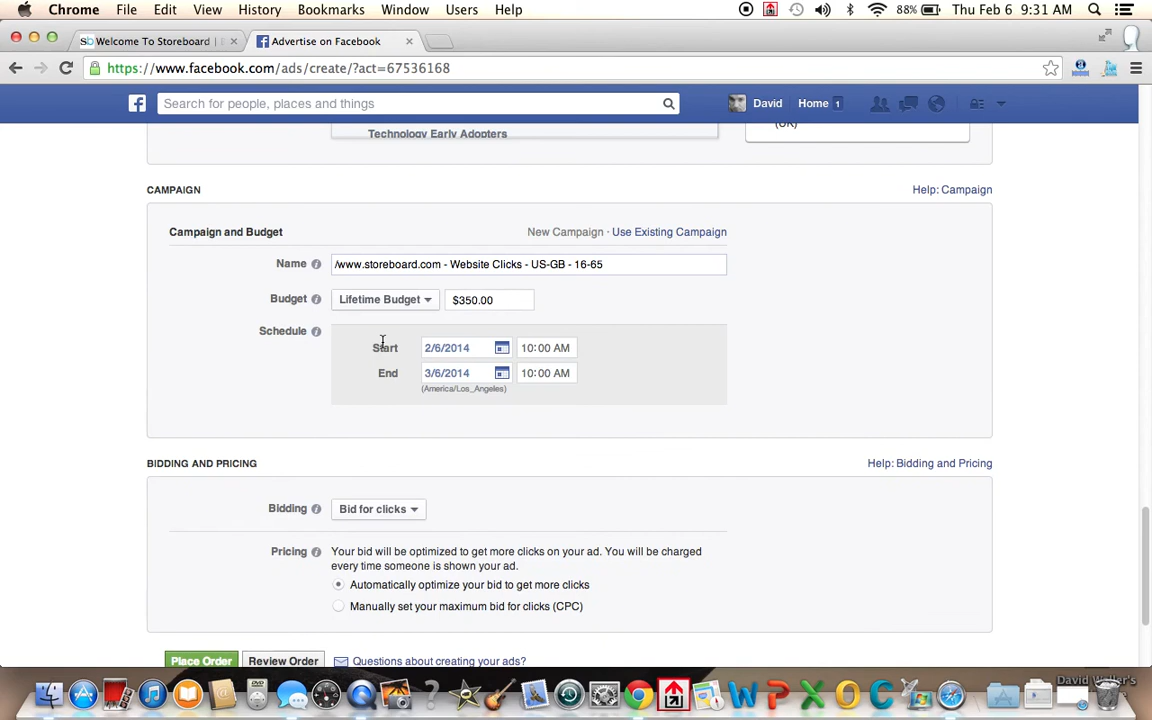 Chrome File Edit View History Bookmarks Window Users Help 88% Thu Feb 6 9:31 AM
Welcome To Storeboard | Advertise on Facebook
https://www.facebook.com/ads/create/?act=67536168
Search for people, places and things David Home 1
Technology Early Adopters (UK)
CAMPAIGN Help: Campaign
Campaign and Budget New Campaign · Use Existing Campaign
Name /www.storeboard.com - Website Clicks - US-GB - 16-65
Budget Lifetime Budget $350.00
Schedule
Start 2/6/2014 10:00 AM
End 3/6/2014 10:00 AM
(America/Los_Angeles)
BIDDING AND PRICING Help: Bidding and Pricing
Bidding Bid for clicks
Pricing Your bid will be optimized to get more clicks on your ad. You will be charged
every time someone is shown your ad.
Automatically optimize your bid to get more clicks
Manually set your maximum bid for clicks (CPC)
Place Order Review Order Questions about creating your ads?